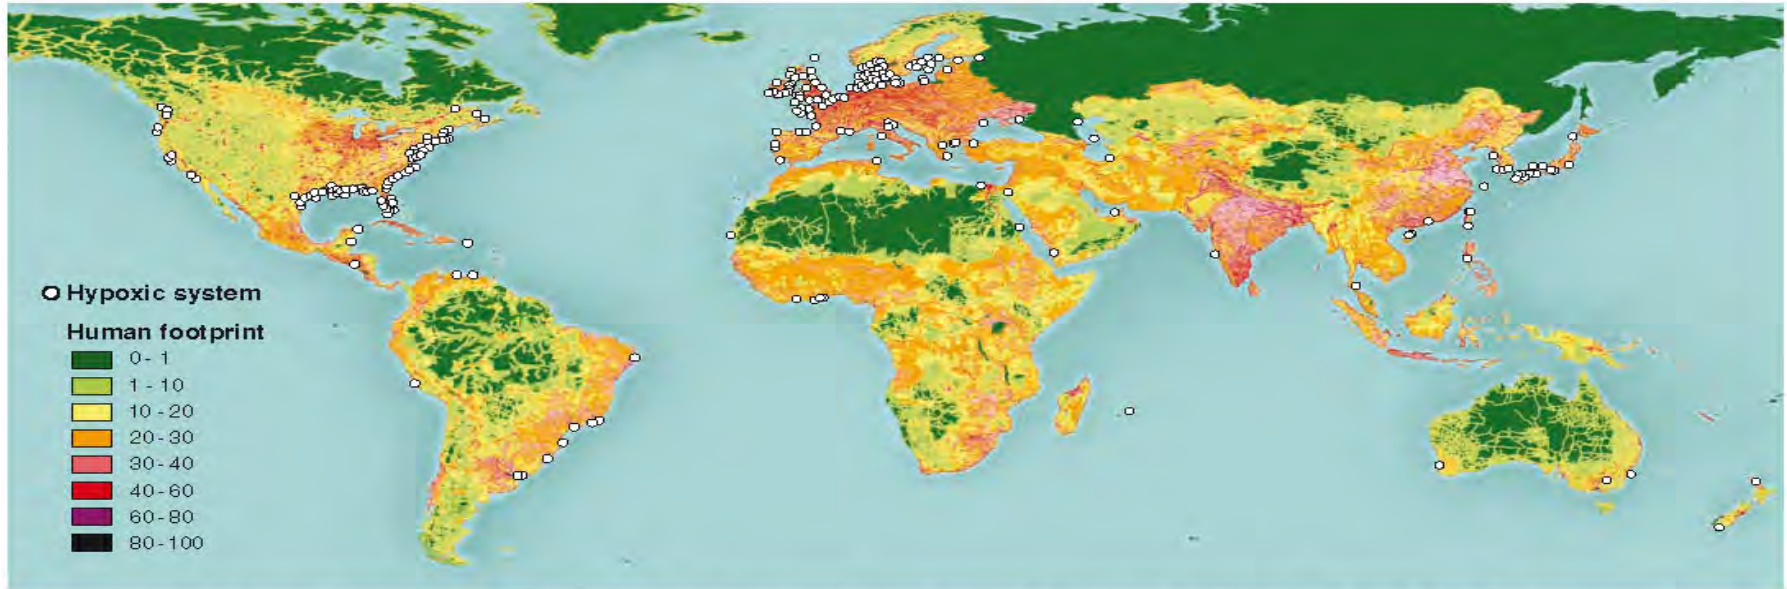 Hypoxic system
Human footprint
0 - 1
1 - 10
10 - 20
20 - 30
30 - 40
40 - 60
60 - 80
80 - 100